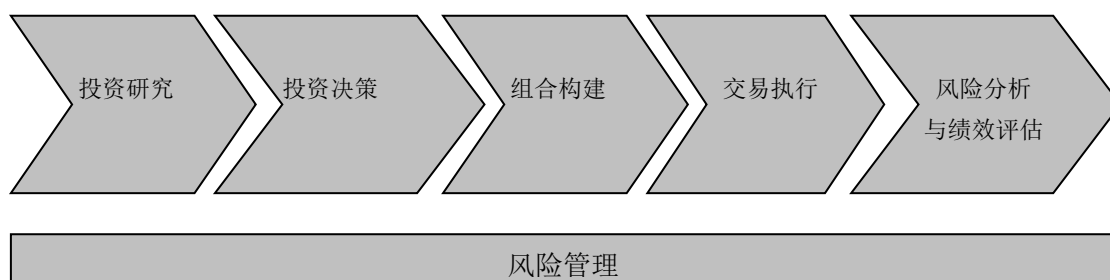 投资研究
投资决策
组合构建
交易执行
风险分析
与绩效评估
风险管理